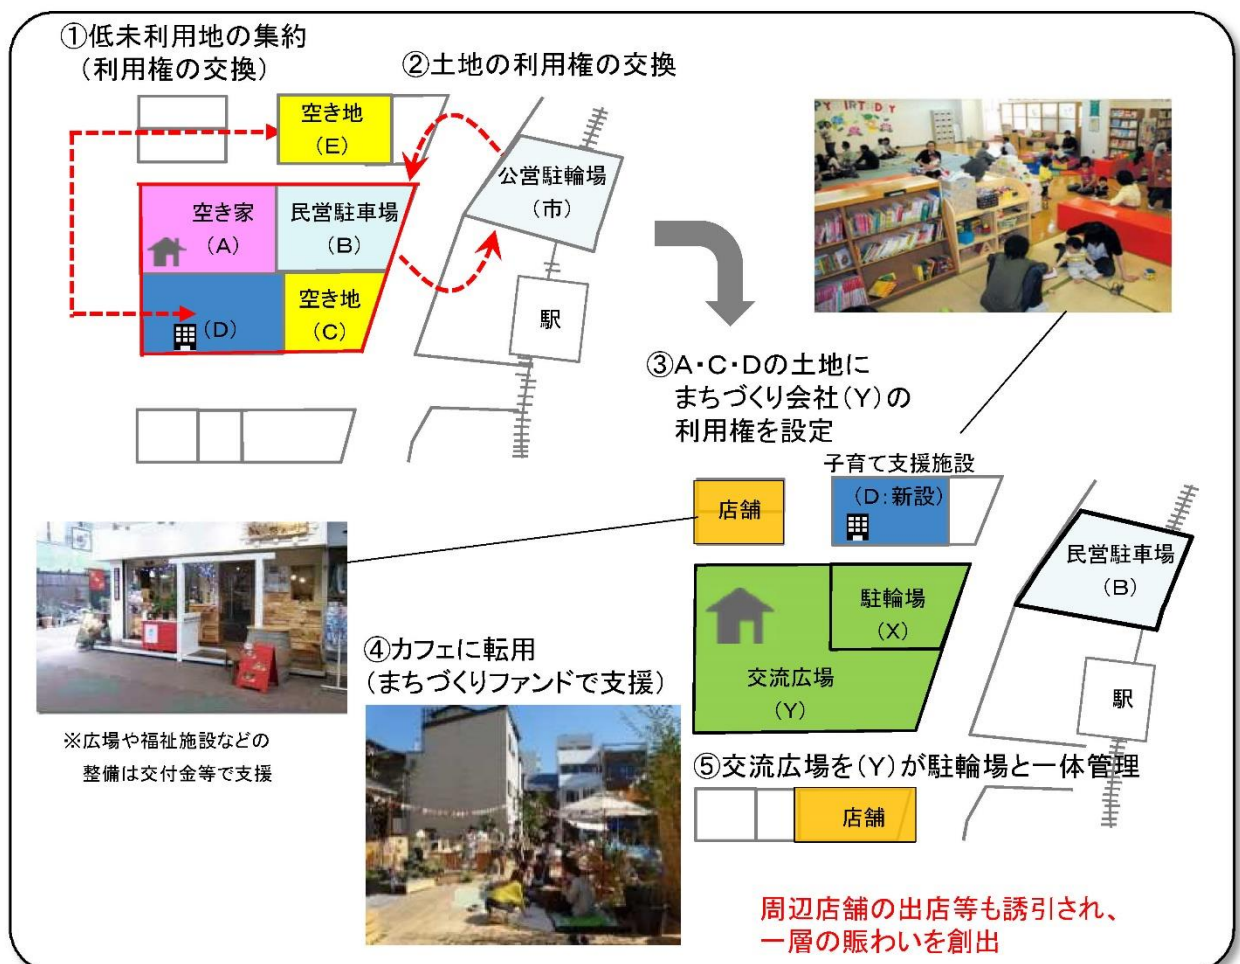 ①低未利用地の集約
(利用権の交換)
②土地の利用権の交換
空き地
(E)
公営駐輪場
(市)
空き家
(A)
民営駐車場
(B)
(D)
空き地
(C)
駅
③A・C・Dの土地に
まちづくり会社(Y)の
利用権を設定
子育て支援施設
(D:新設)
店舗
民営駐車場
(B)
駐輪場
(X)
交流広場
(Y)
駅
④カフェに転用
(まちづくりファンドで支援)
※広場や福祉施設などの
整備は交付金等で支援
⑤交流広場を(Y)が駐輪場と一体管理
店舗
周辺店舗の出店等も誘引され、
一層の賑わいを創出